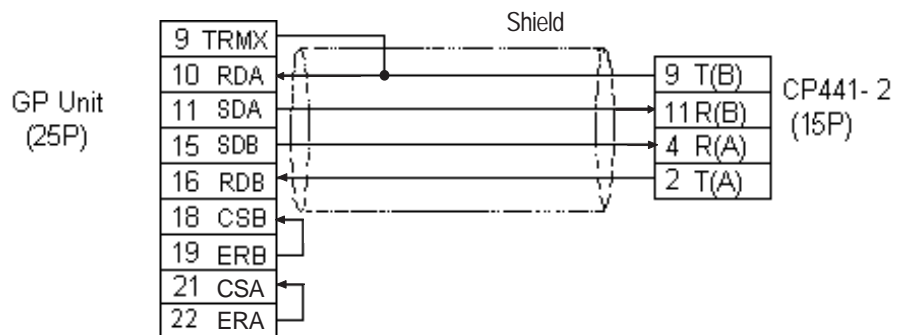 Shield
GP Unit
(25P)
9 TRMX
10 RDA
11 SDA
15 SDB
16 RDB
18 CSB
19 ERB
21 CSA
22 ERA
9 T(B)
11 R(B)
4 R(A)
2 T(A)
CP441- 2
(15P)